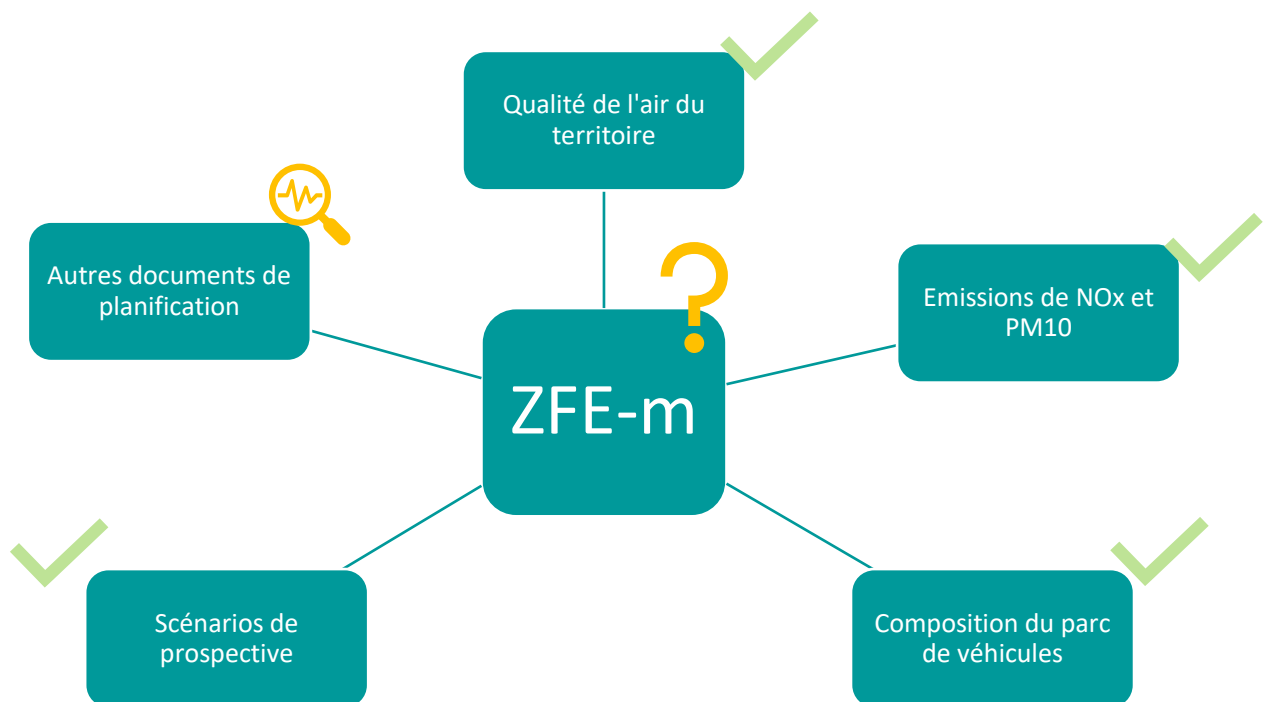 Qualité de l'air du
territoire
Autres documents de
planification
Emissions de NOx et
PM10
?
ZFE-m
Scénarios de
prospective
Composition du parc
de véhicules